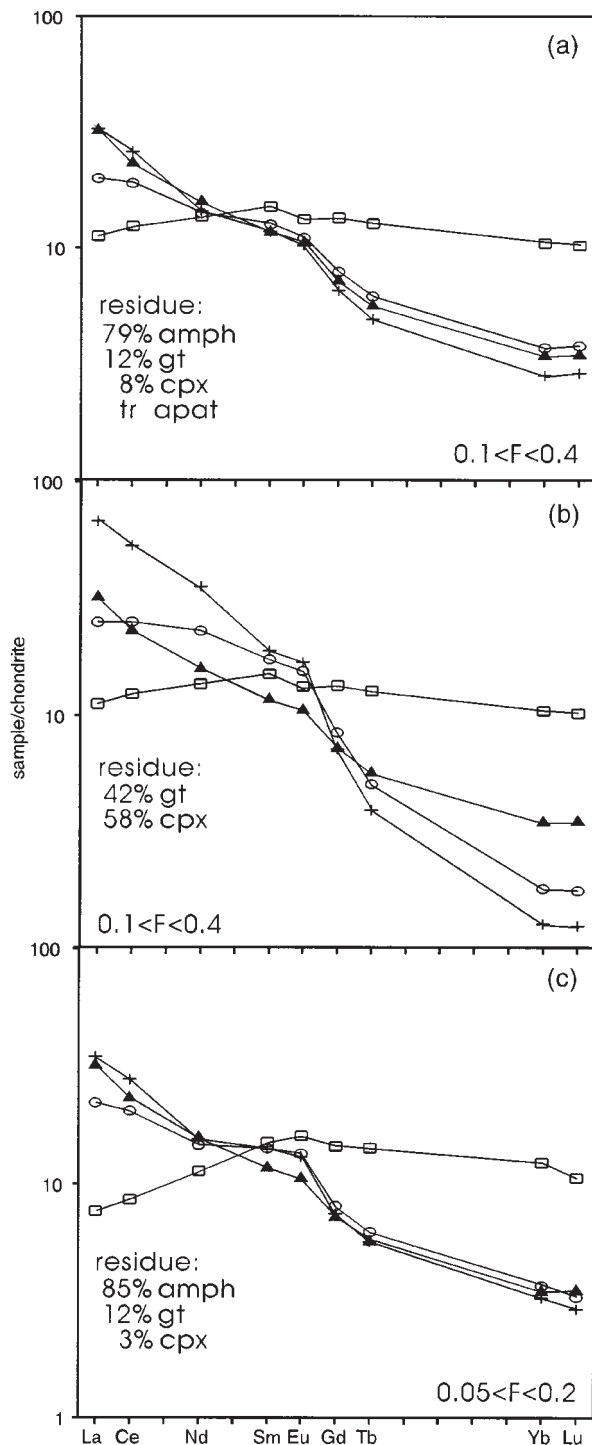 100
(a)
10
residue:
79% amph
12% gt
8% cpx
tr apat
0.1<F<0.4
100
(b)
sample/chondrite
10
residue:
42% gt
58% cpx
0.1<F<0.4
100
(c)
10
residue:
85% amph
12% gt
3% cpx
0.05<F<0.2
1
La Ce Nd Sm Eu Gd Tb Yb Lu